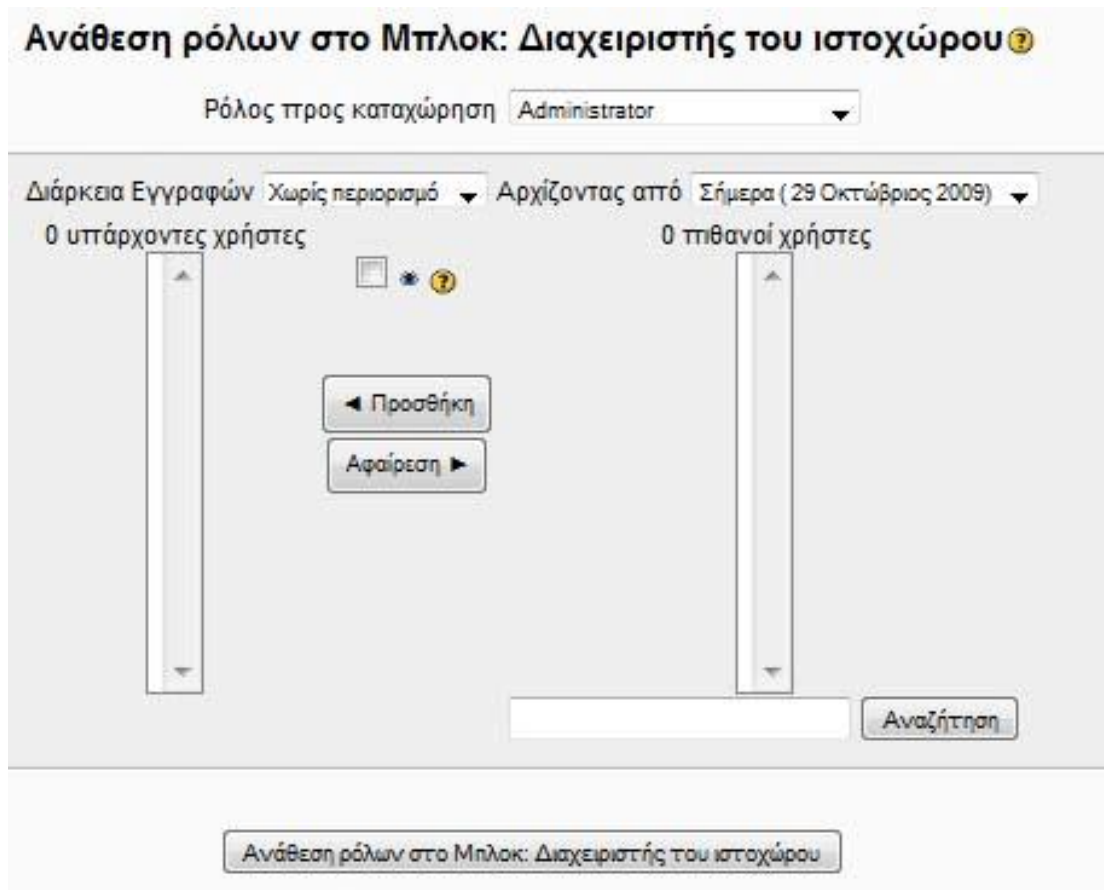 Ανάθεση ρόλων στο Μπλοκ: Διαχειριστής του ιστοχώρου
Ρόλος προς καταχώρηση Administrator
Διάρκεια Εγγραφών Χωρίς περιορισμό Αρχίζοντας από Σήμερα ( 29 Οκτώβριος 2009)
0 υπάρχοντες χρήστες 0 πιθανοί χρήστες
◄ Προσθήκη
Αφαίρεση ►
Αναζήτηση
Ανάθεση ρόλων στο Μπλοκ: Διαχειριστής του ιστοχώρου